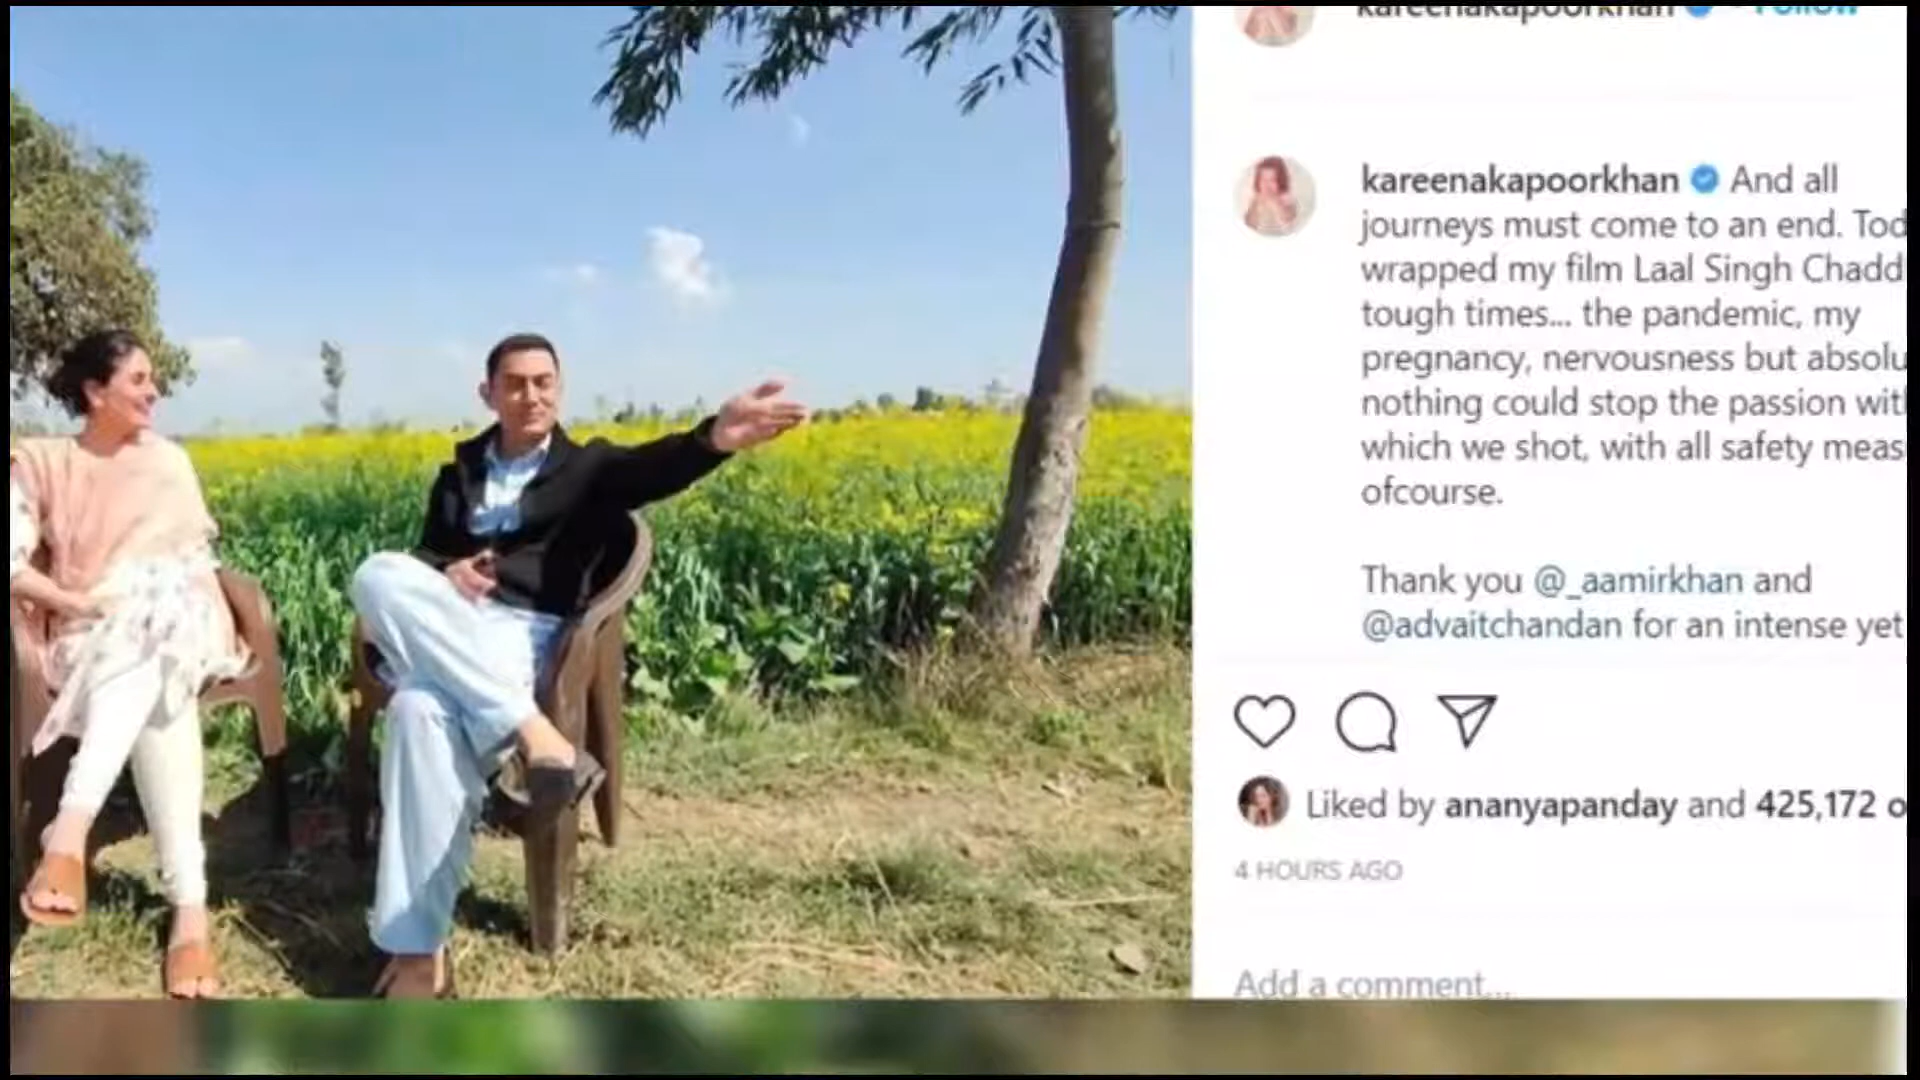 kareenakapoorkhan • Follow
kareenakapoorkhan And all
journeys must come to an end. Tod
wrapped my film Laal Singh Chadd
tough times... the pandemic, my
pregnancy, nervousness but absolu
nothing could stop the passion wit
which we shot, with all safety meas
ofcourse.
Thank you @_aamirkhan and
@advaitchandan for an intense yet
Liked by ananyapanday and 425,172 o
4 HOURS AGO
Add a comment...